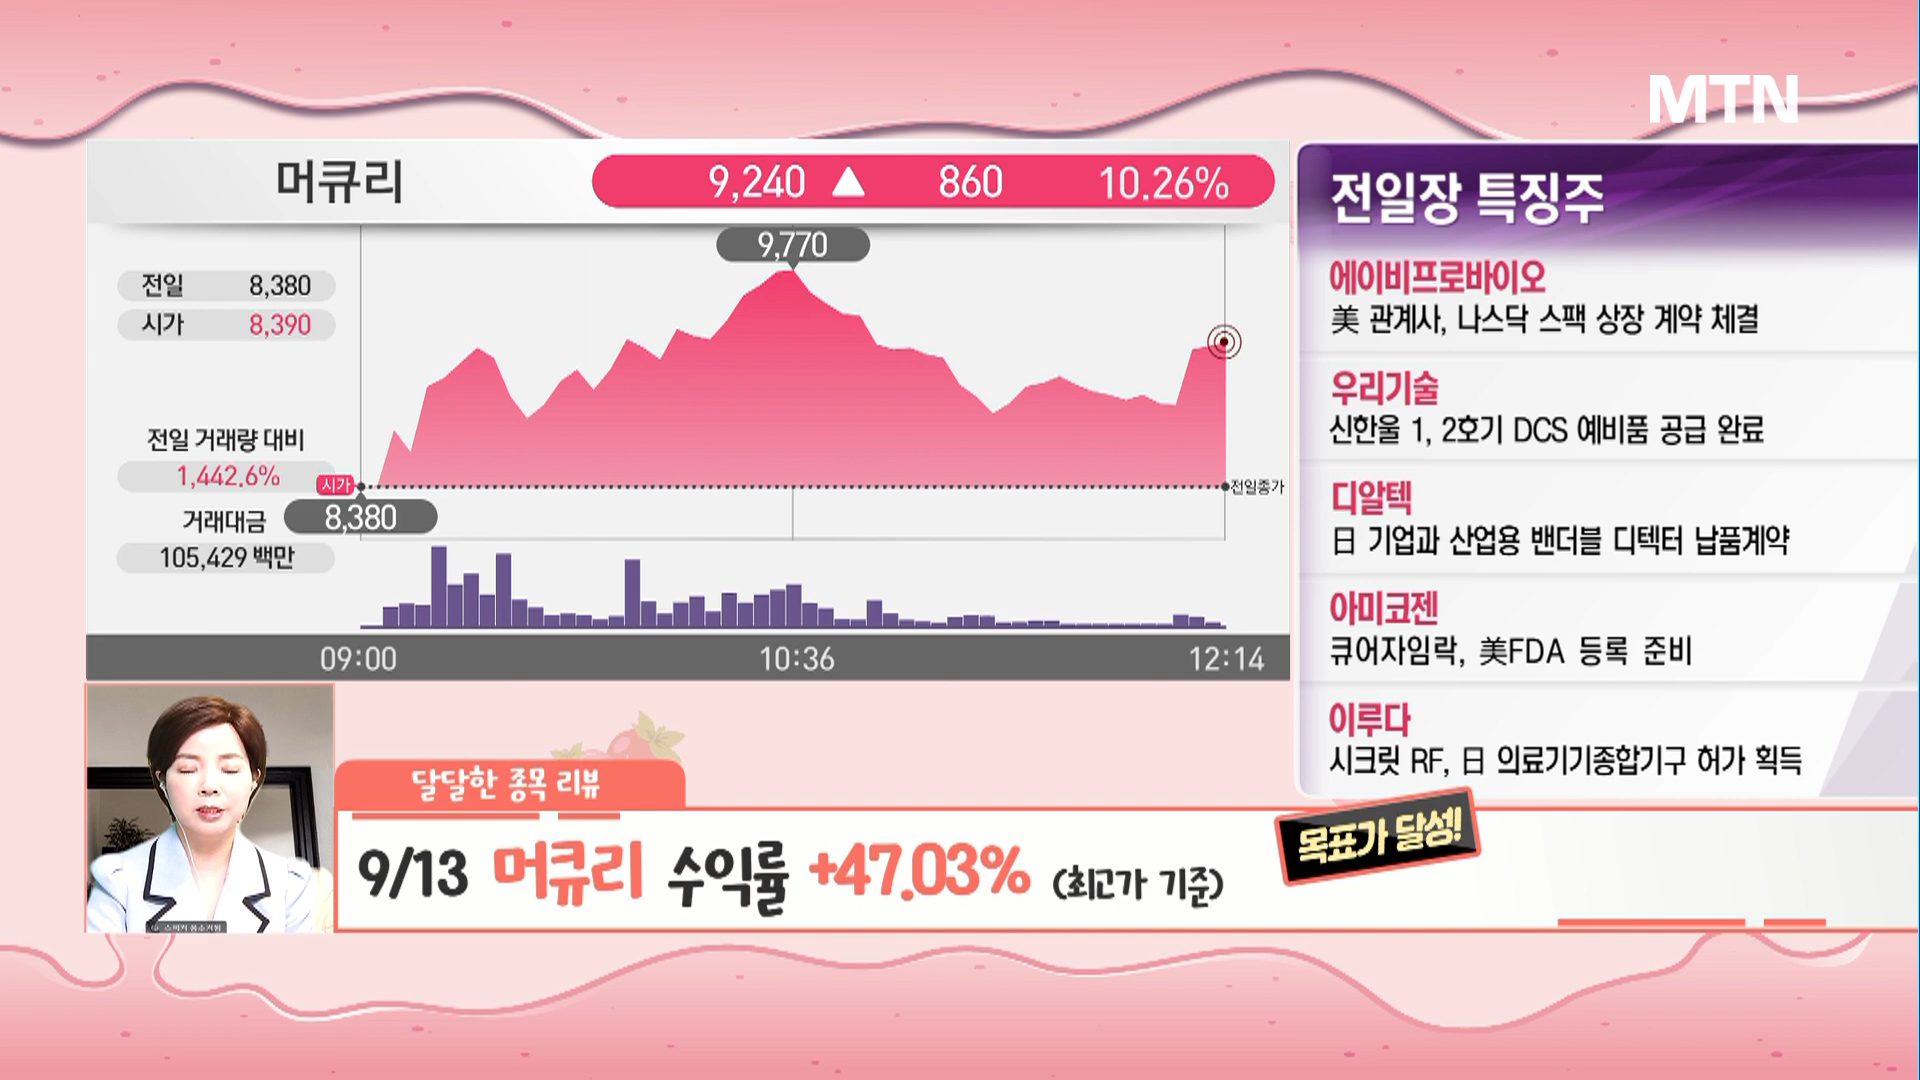 MTN
머큐리
9,240 ▲ 860 10.26%
9,770
전일 8,380
시가 8,390
전일 거래량 대비
1,442.6%
시가
전일종가
8,380
거래대금
105,429 백만
09:00 10:36 12:14
전일장 특징주
에이비프로바이오
美 관계사, 나스닥 스팩 상장 계약 체결
우리기술
신한울 1, 2호기 DCS 예비품 공급 완료
디알텍
日 기업과 산업용 밴더블 디텍터 납품계약
아미코젠
큐어자임락, 美FDA 등록 준비
이루다
시크릿 RF, 日 의료기기종합기구 허가 획득
달달한 종목 리뷰
목표가 달성!
9/13 머큐리 수익률 +47.03% (최고가 기준)